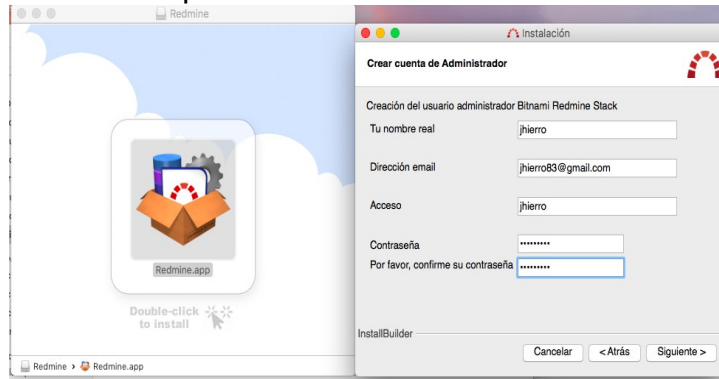 Redmine
Redmine.app
Double-click
to install
Redmine › Redmine.app
Instalación
Crear cuenta de Administrador
Creación del usuario administrador Bitnami Redmine Stack
Tu nombre real jhierro
Dirección email jhierro83@gmail.com
Acceso jhierro
Contraseña •••••••••
Por favor, confirme su contraseña •••••••••
InstallBuilder
Cancelar < Atrás Siguiente >